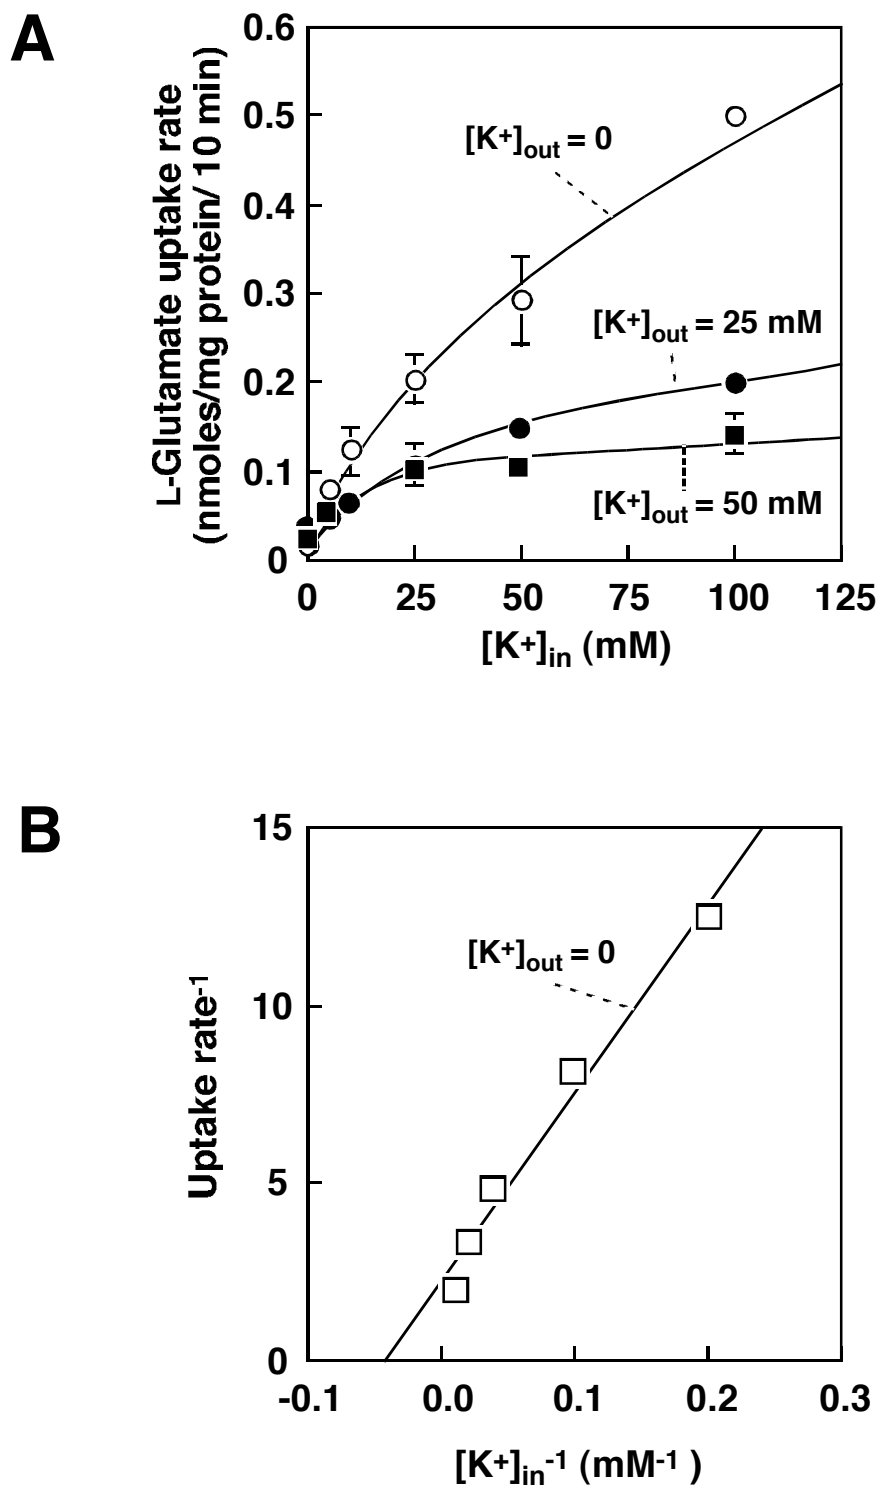 A
0.6
0.5
0.4
0.3
0.2
0.1
0
L-Glutamate uptake rate
(nmoles/mg protein/ 10 min)
[K+]out = 0
[K+]out = 25 mM
[K+]out = 50 mM
0 25 50 75 100 125
[K+]in (mM)
B
15
10
5
0
Uptake rate-1
[K+]out = 0
-0.1 0.0 0.1 0.2 0.3
[K+]in-1 (mM-1 )